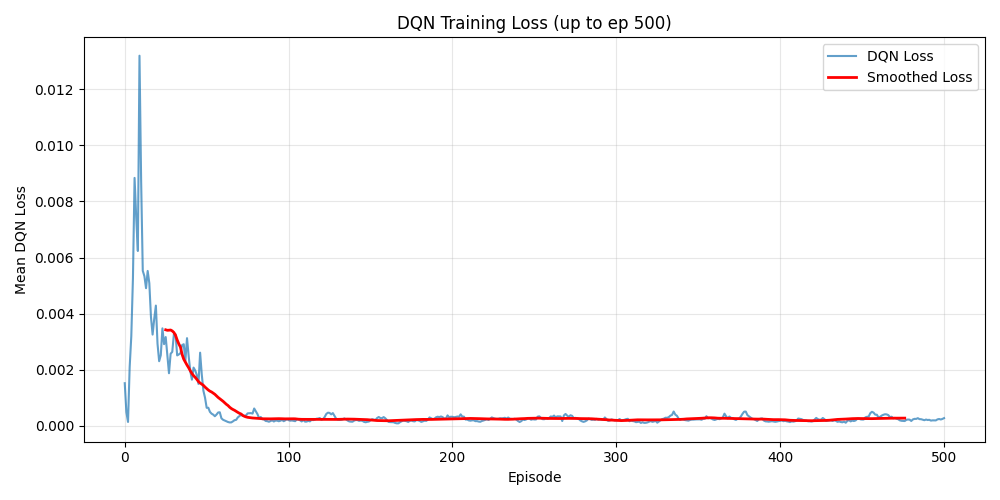 DQN Training Loss (up to ep 500)
DQN Loss
Smoothed Loss
Mean DQN Loss
0.012
0.010
0.008
0.006
0.004
0.002
0.000
0
100
200
300
400
500
Episode